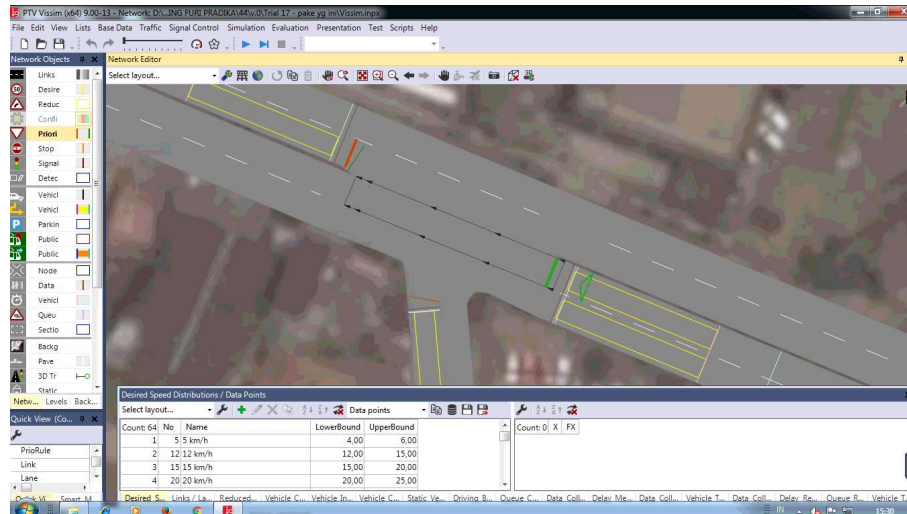 PTV Vissim (x64) 9.00-13 - Network: D:\...ING FURI PRADIKA\44\v.0\Trial 17 - pake yg ini\Vissim.inpx
File Edit View Lists Base Data Traffic Signal Control Simulation Evaluation Presentation Test Scripts Help
Network Objects
Network Editor
Select layout...
Links
Desire
Reduc
Confli
Priori
Stop
Signal
Detec
Vehicl
Vehicl
Parkin
Public
Public
Node
Data
Vehicl
Queu
Sectio
Backg
Pave
3D Tr
Static
Netw... Levels Back...
Quick View (Co...
PrioRule
Link
Lane
Quick Vi... Smart M...
Desired Speed Distributions / Data Points
Select layout... Data points
Count: 64 No Name LowerBound UpperBound
1 5 5 km/h 4,00 6,00
2 12 12 km/h 12,00 15,00
3 15 15 km/h 15,00 20,00
4 20 20 km/h 20,00 25,00
Count: 0 X FX
Desired S... Links / La... Reduced... Vehicle C... Vehicle In... Vehicle C... Static Ve... Driving B... Queue C... Data Coll... Delay Me... Data Coll... Vehicle T... Data Coll... Delay Re... Queue R... Vehicle T
IN 15:30